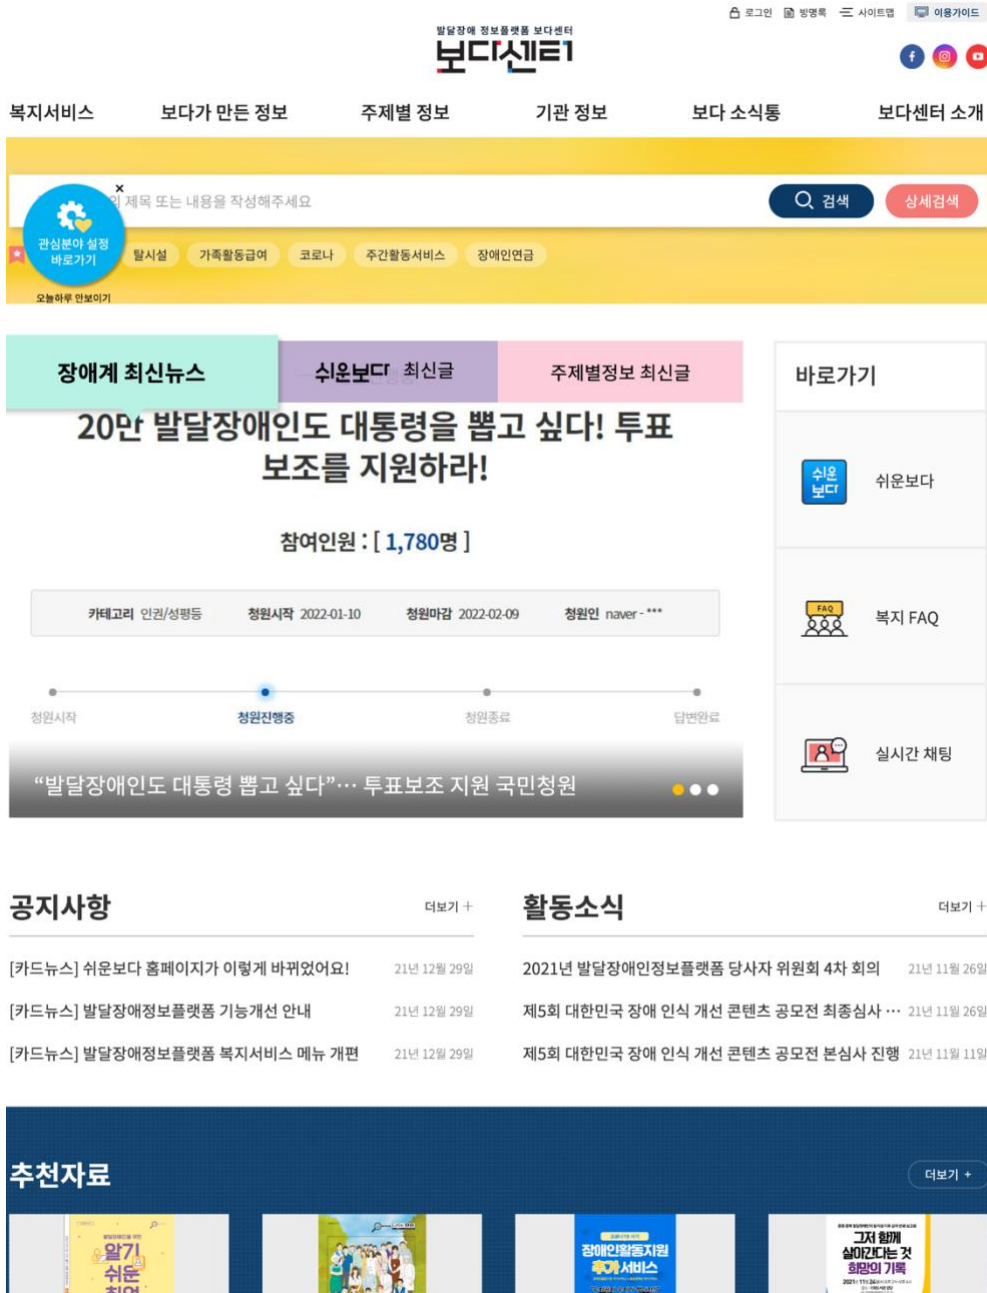 로그인 방명록 사이트맵 이용가이드
발달장애 정보플랫폼 보다센터
보다센터
복지서비스 보다가 만든 정보 주제별 정보 기관 정보 보다 소식통 보다센터 소개
제목 또는 내용을 작성해주세요 검색 상세검색
관심분야 설정
바로가기
탈시설 가족활동급여 코로나 주간활동서비스 장애인연금
오늘하루 안보이기
장애계 최신뉴스 쉬운보다 최신글 주제별정보 최신글
20만 발달장애인도 대통령을 뽑고 싶다! 투표
보조를 지원하라!
참여인원 : [ 1,780명 ]
카테고리 인권/성평등 청원시작 2022-01-10 청원마감 2022-02-09 청원인 naver - ***
청원시작 청원진행중 청원종료 답변완료
“발달장애인도 대통령 뽑고 싶다”… 투표보조 지원 국민청원
바로가기
쉬운
보다
쉬운보다
FAQ
복지 FAQ
실시간 채팅
공지사항 더보기 +
[카드뉴스] 쉬운보다 홈페이지가 이렇게 바뀌었어요! 21년 12월 29일
[카드뉴스] 발달장애정보플랫폼 기능개선 안내 21년 12월 29일
[카드뉴스] 발달장애정보플랫폼 복지서비스 메뉴 개편 21년 12월 29일
활동소식 더보기 +
2021년 발달장애인정보플랫폼 당사자 위원회 4차 회의 21년 11월 26일
제5회 대한민국 장애 인식 개선 콘텐츠 공모전 최종심사 … 21년 11월 26일
제5회 대한민국 장애 인식 개선 콘텐츠 공모전 본심사 진행 21년 11월 11일
추천자료 더보기 +
알기
쉬운
취업
장애인활동지원
추가서비스
그저 함께
살아간다는 것
희망의 기록